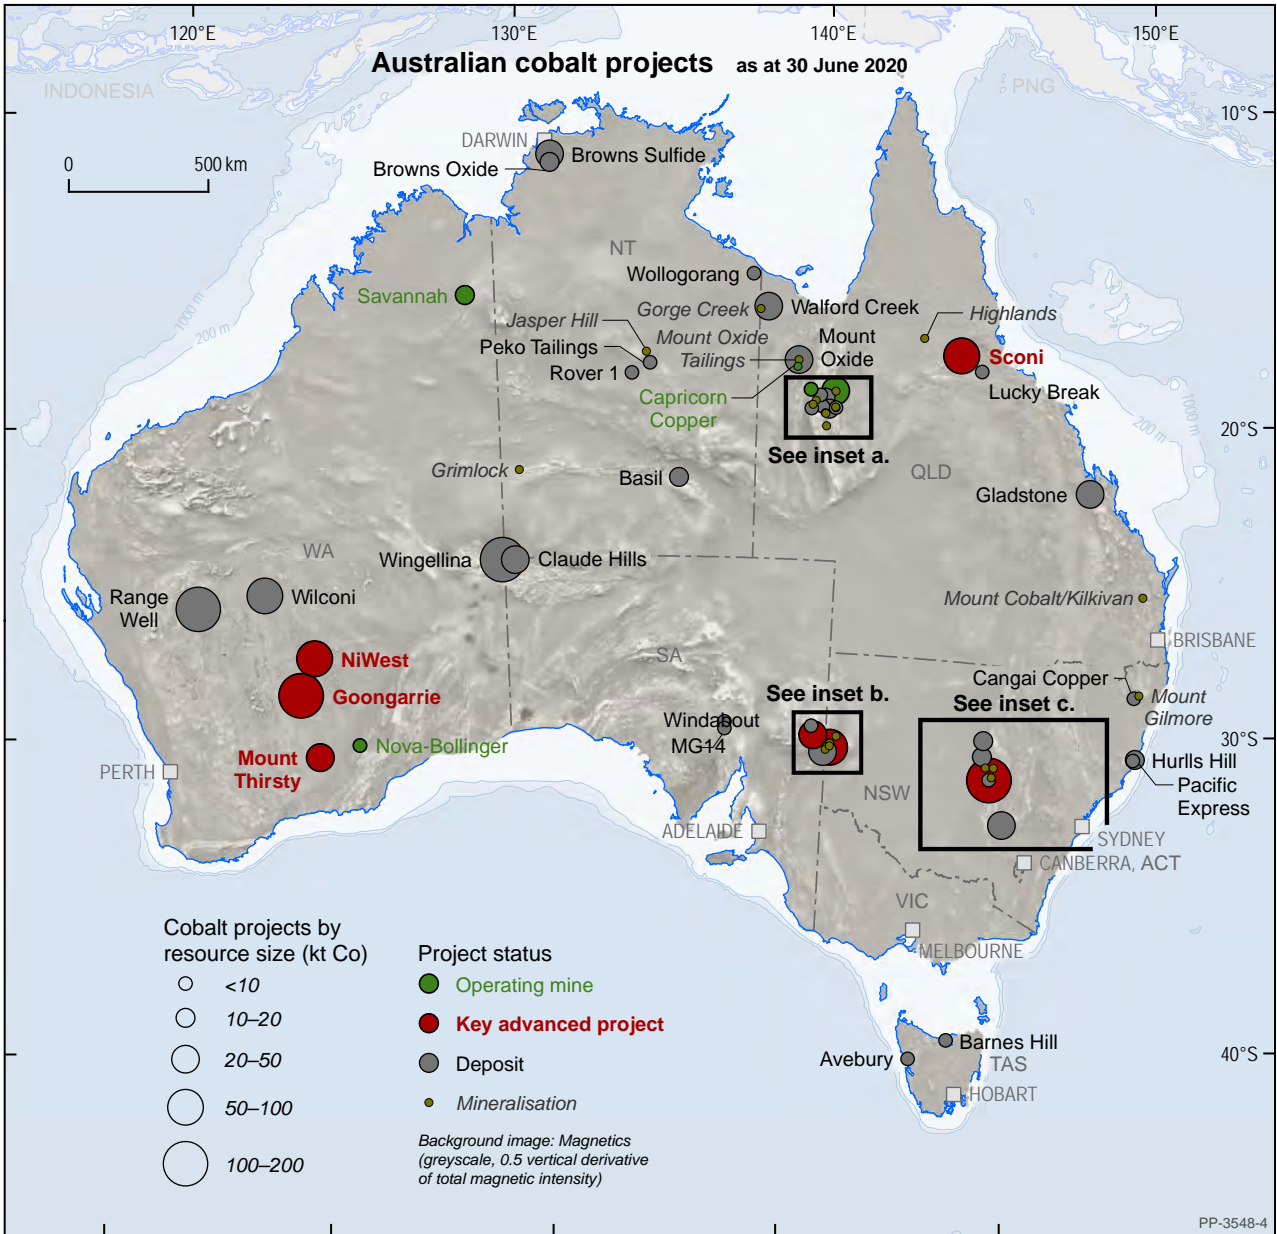 120°E
130°E
140°E
150°E
Australian cobalt projects as at 30 June 2020
INDONESIA
PNG
10°S
DARWIN
0 500 km
Browns Sulfide
Browns Oxide
NT
Wollogorang
Savannah
Gorge Creek
Walford Creek
1000 m
200 m
Jasper Hill
Highlands
Mount Oxide
Tailings
Mount
Oxide
Peko Tailings
Sconi
Rover 1
Lucky Break
Capricorn
Copper
200 m
1000 m
20°S
See inset a.
Grimlock
Basil
QLD
Gladstone
WA
Wingellina
Claude Hills
Range
Well
Wilconi
Mount Cobalt/Kilkivan
BRISBANE
NiWest
SA
Goongarrie
Cangai Copper
Mount
Gilmore
See inset b.
See inset c.
Windabout
MG14
30°S
Nova-Bollinger
Mount
Thirsty
PERTH
Hurlls Hill
Pacific
Express
NSW
ADELAIDE
SYDNEY
CANBERRA, ACT
VIC
MELBOURNE
Cobalt projects by
resource size (kt Co)
<10
10–20
20–50
50–100
100–200
Project status
Operating mine
Key advanced project
Deposit
Mineralisation
Background image: Magnetics
(greyscale, 0.5 vertical derivative
of total magnetic intensity)
Barnes Hill
Avebury
TAS
HOBART
40°S
PP-3548-4